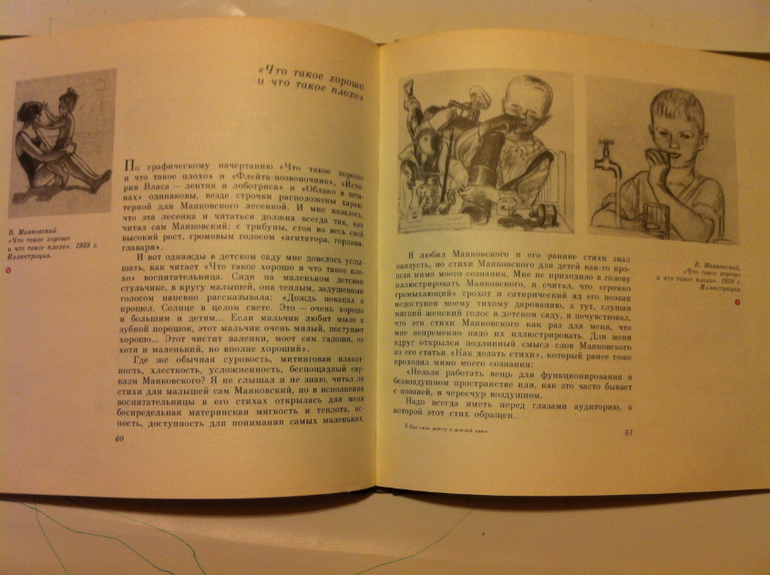 «Что такое хорошо
и что такое плохо»
В. Маяковский
«Что такое хорошо
и что такое плохо». 1938 г.
Иллюстрация.
По графическому начертанию «Что такое хорошо
и что такое плохо» и «Флейта-позвоночник», «Исто-
рия Власа — лентяя и лоботряса» и «Облако в шта-
нах» одинаковы, везде строчки расположены харак-
терной для Маяковского лесенкой. И мне казалось,
что эта лесенка и читаться должна всегда так, как
читал сам Маяковский: с трибуны, стоя во весь свой
высокий рост, громовым голосом «агитатора, горлана-
главаря».
И вот однажды в детском саду мне довелось услы-
шать, как читает «Что такое хорошо и что такое пло-
хо» воспитательница. Сидя на маленьком детском
стульчике, в кругу малышей, она теплым, задушевным
голосом напевно рассказывала: «Дождь покапал и
прошел. Солнце в целом свете. Это — очень хорошо
и большим и детям... Если мальчик любит мыло и
зубной порошок, этот мальчик очень милый, поступает
хорошо... Этот чистит валенки, моет сам галоши, он
хотя и маленький, но вполне хороший».
Где же обычная суровость, митинговая плакат-
ность, хлесткость, усложненность, беспощадный сар-
казм Маяковского? Я не слышал и не знаю, читал ли
стихи для малышей сам Маяковский, но в исполнении
воспитательницы в его стихах открылась для меня
беспредельная материнская мягкость и теплота, яс-
ность, доступность для понимания самых маленьких.
60
В. Маяковский.
«Что такое хорошо
и что такое плохо». 1938 г.
Иллюстрация.
Я любил Маяковского и его ранние стихи знал
наизусть, но стихи Маяковского для детей как-то про-
шли мимо моего сознания. Мне не приходило в голову
иллюстрировать Маяковского, я считал, что «громко
громыхающий» грохот и сатирический яд его поэзии
недоступен моему тихому дарованию, а тут, слушая
мягкий женский голос в детском саду, я почувствовал,
что эти стихи Маяковского как раз для меня, что
мне непременно надо их иллюстрировать. Для меня
вдруг открылся подлинный смысл слов Маяковского
из его статьи «Как делать стихи», который ранее тоже
проходил мимо моего сознания:
«Нельзя работать вещь для функционирования в
безвоздушном пространстве или, как это часто бывает
с поэзией, в чересчур воздушном.
Надо всегда иметь перед глазами аудиторию, к
которой этот стих обращен.
61